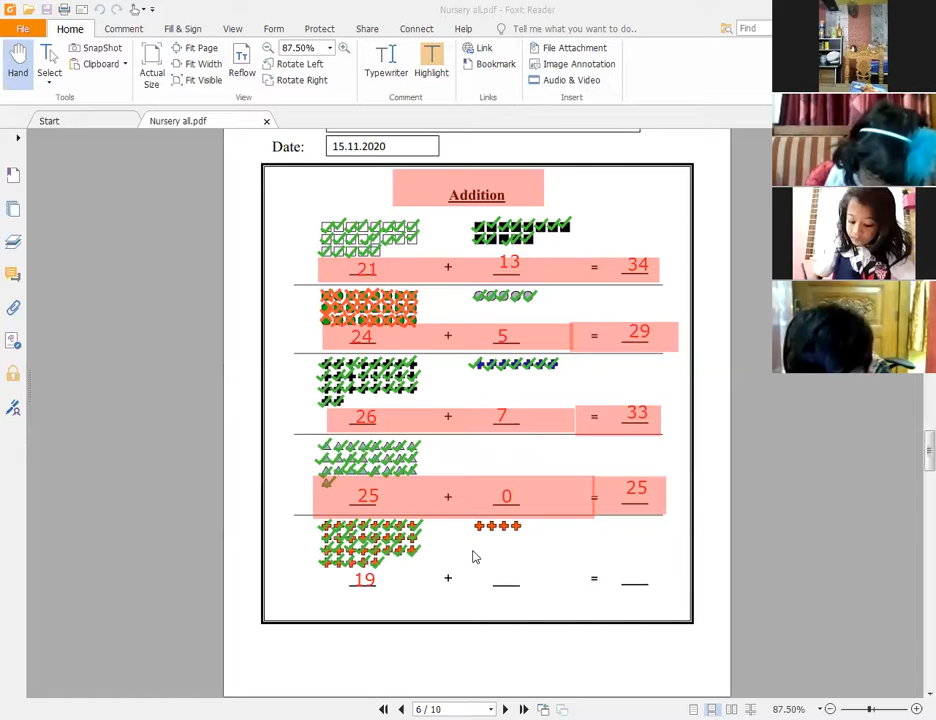 Nursery all.pdf - Foxit Reader
File Home Comment Fill & Sign View Form Protect Share Connect Help Tell me what you want to do.. Find
Hand
Select
SnapShot
Clipboard
Actual Size
Fit Page
Fit Width
Fit Visible
Reflow
87.50%
Rotate Left
Rotate Right
Typewriter
Highlight
Link
Bookmark
File Attachment
Image Annotation
Audio & Video
Tools View Comment Links Insert
Start Nursery all.pdf
Date: 15.11.2020
Addition
21 + 13 = 34
24 + 5 = 29
26 + 7 = 33
25 + 0 = 25
19 + ___ = ___
6 / 10 87.50%